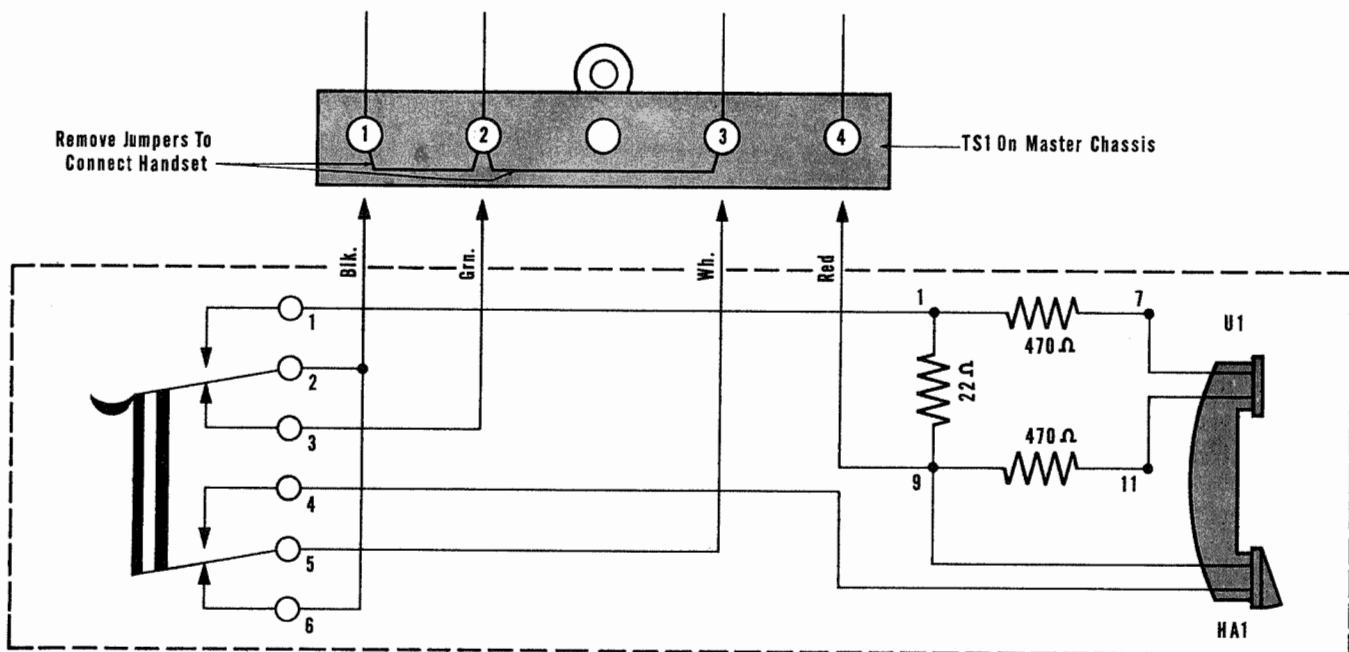 1
2
3
4
Remove Jumpers To
Connect Handset
TS1 On Master Chassis
Blk.
Grn.
Wh.
Red
1
2
3
4
5
6
1
7
470 Ω
22 Ω
9
470 Ω
11
U1
HA1